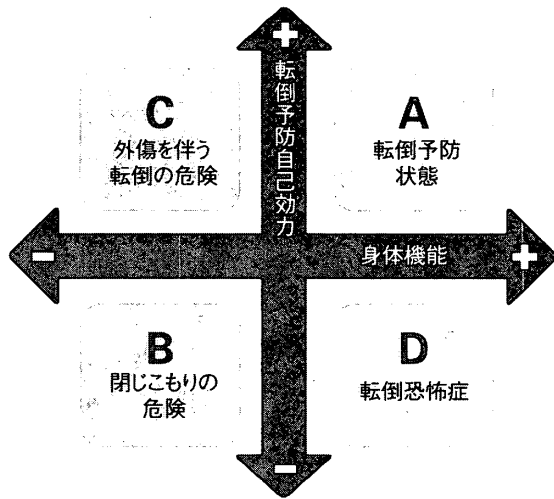 +
転倒予防自己効力
C
外傷を伴う
転倒の危険
A
転倒予防
状態
−
身体機能
+
B
閉じこもりの
危険
D
転倒恐怖症
−